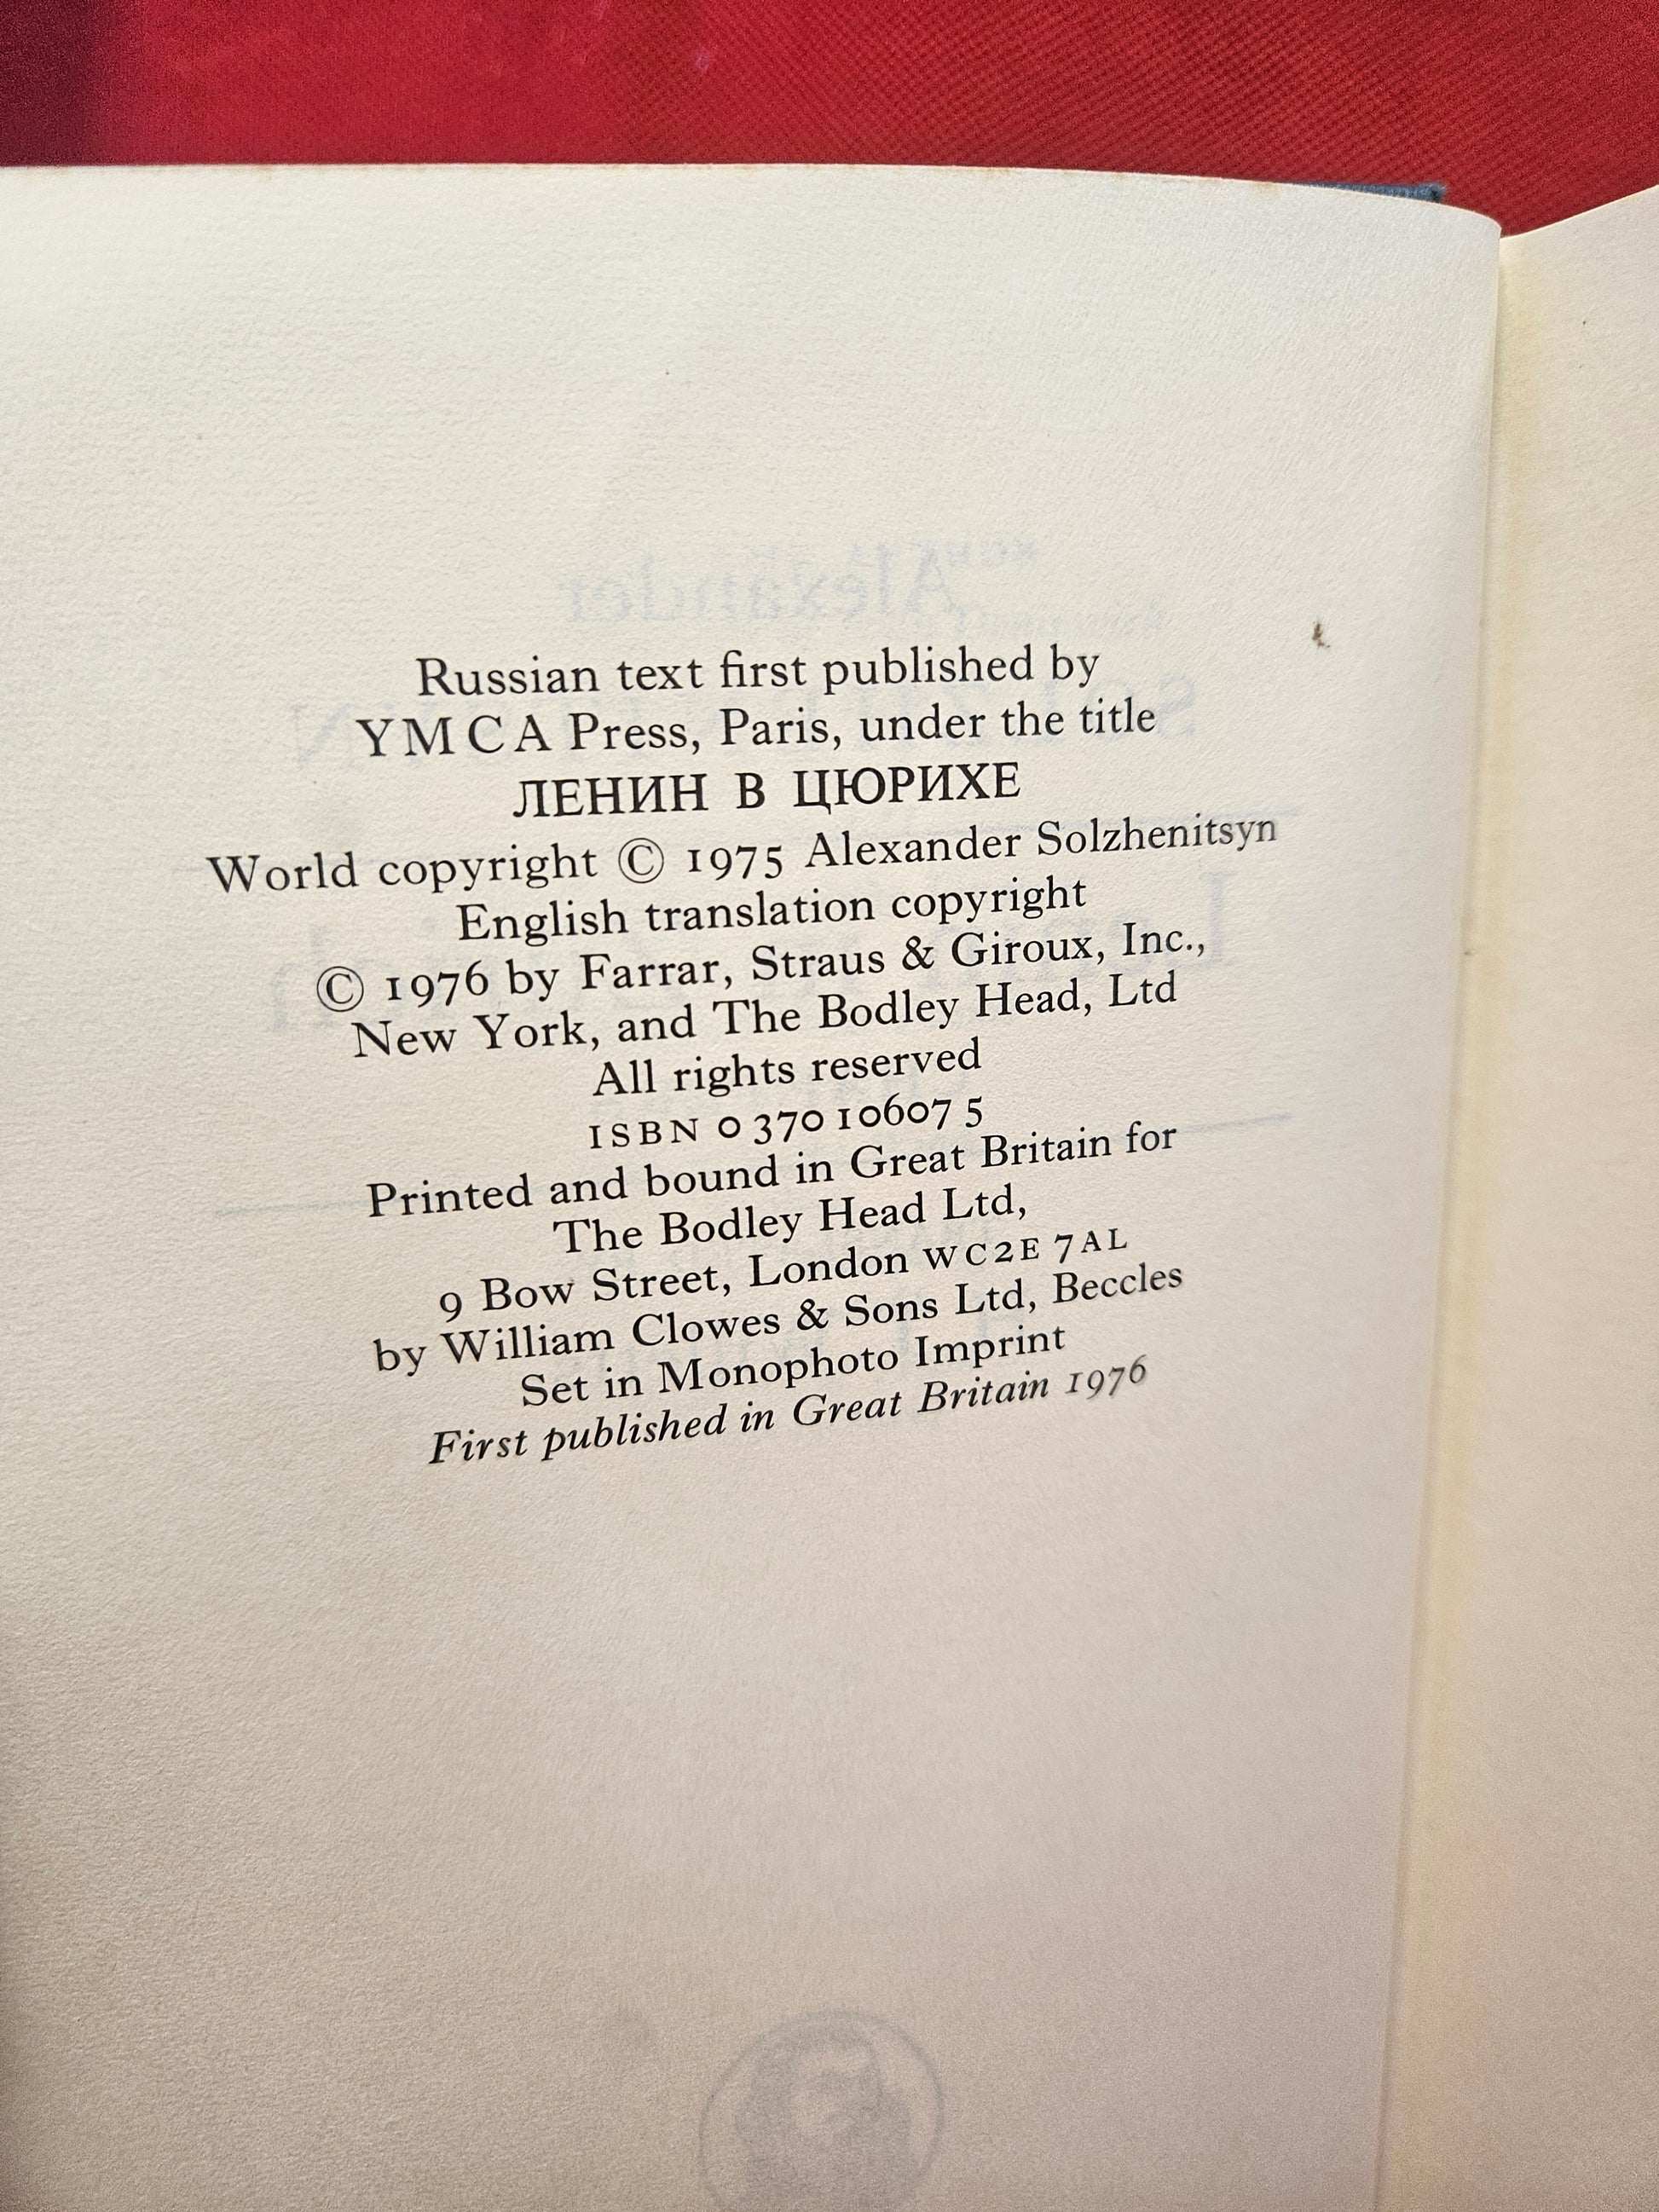 Russian text first published by
YMCA Press, Paris, under the title
ЛЕНИН В ЦЮРИХЕ
World copyright © 1975 Alexander Solzhenitsyn
English translation copyright
© 1976 by Farrar, Straus & Giroux, Inc.,
New York, and The Bodley Head, Ltd
All rights reserved
ISBN 0 370 10607 5
Printed and bound in Great Britain for
The Bodley Head Ltd,
9 Bow Street, London WC2E 7AL
by William Clowes & Sons Ltd, Beccles
Set in Monophoto Imprint
First published in Great Britain 1976